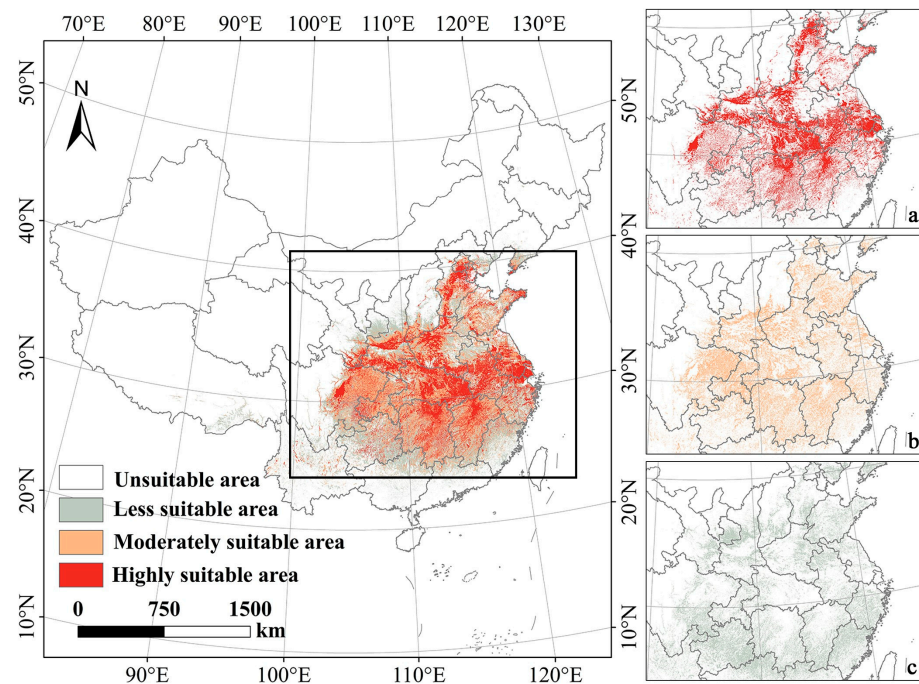 70°E 80°E 90°E 100°E 110°E 120°E 130°E
50°N
40°N
30°N
20°N
10°N
N
Unsuitable area
Less suitable area
Moderately suitable area
Highly suitable area
0 750 1500
km
90°E 100°E 110°E 120°E
50°N
40°N
30°N
20°N
10°N
a
b
c